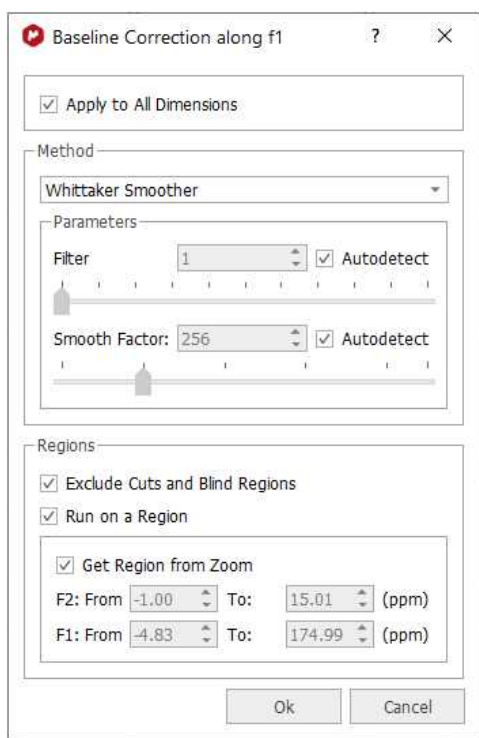 Baseline Correction along f1 ?
Apply to All Dimensions
Method
Whittaker Smoother
Parameters
Filter 1 Autodetect
Smooth Factor: 256 Autodetect
Regions
Exclude Cuts and Blind Regions
Run on a Region
Get Region from Zoom
F2: From -1.00 To: 15.01 (ppm)
F1: From -4.83 To: 174.99 (ppm)
Ok Cancel